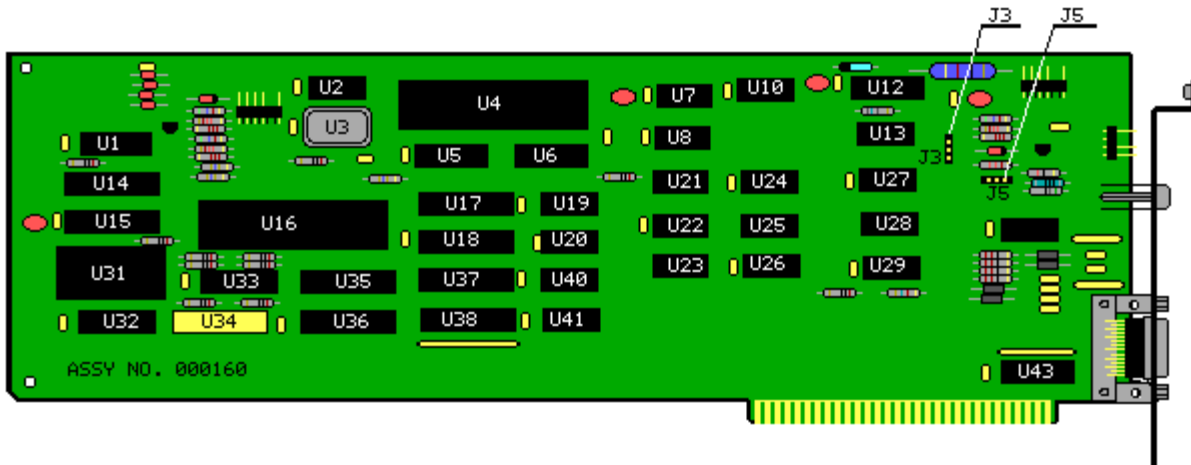 J3 J5
U2 U4 U7 U10 U12
U3 U8 U13
U1 U5 U6 J3
U14 U21 U24 U27 J5
U15 U16 U17 U19 U22 U25 U28
U18 U20
U31 U33 U35 U37 U40 U23 U26 U29
U32 U34 U36 U38 U41
ASSY NO. 000160 U43